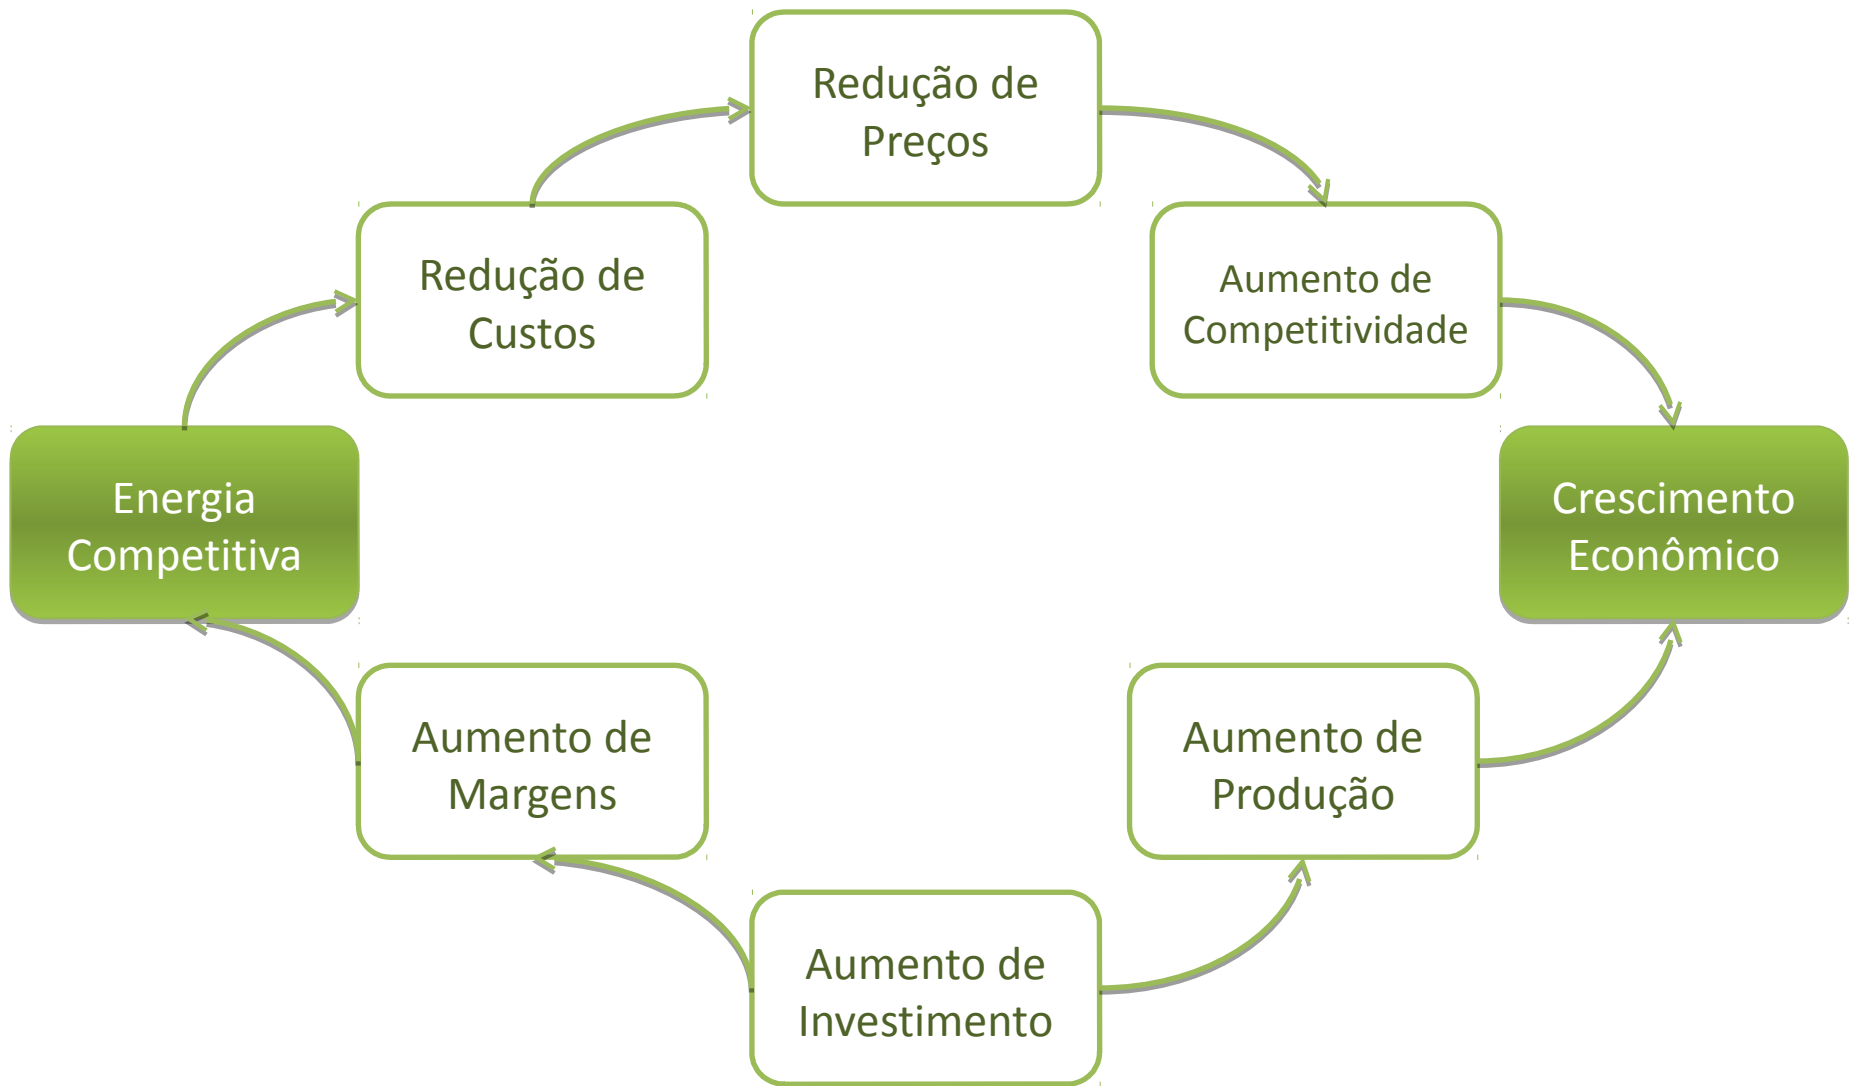 Redução de
Preços
Redução de
Custos
Aumento de
Competitividade
Energia
Competitiva
Crescimento
Econômico
Aumento de
Margens
Aumento de
Produção
Aumento de
Investimento